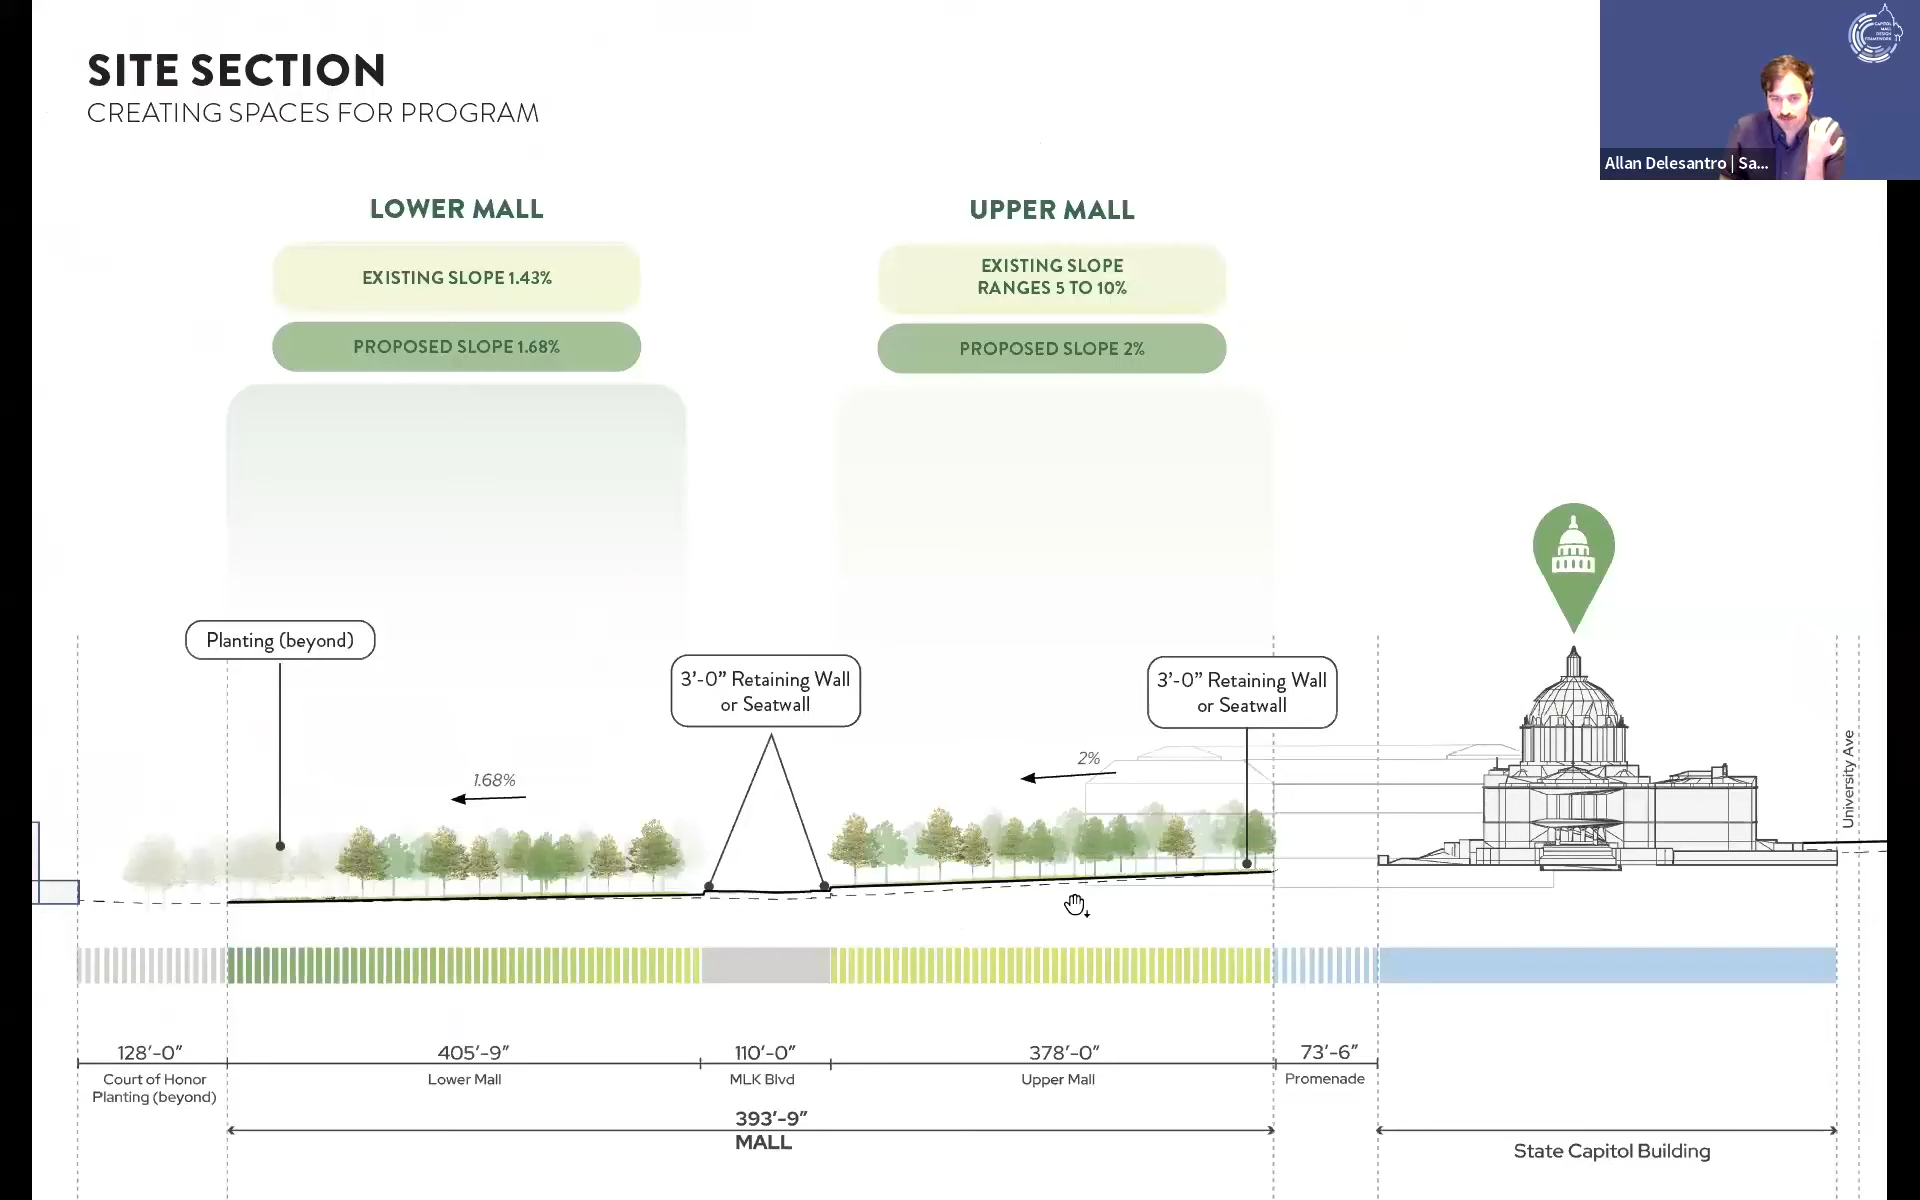 SITE SECTION
CREATING SPACES FOR PROGRAM
CAPITOL
MALL
DESIGN
FRAMEWORK
Allan Delesantro | Sa...
LOWER MALL
EXISTING SLOPE 1.43%
PROPOSED SLOPE 1.68%
UPPER MALL
EXISTING SLOPE
RANGES 5 TO 10%
PROPOSED SLOPE 2%
Planting (beyond)
3'-0" Retaining Wall
or Seatwall
3'-0" Retaining Wall
or Seatwall
1.68%
2%
University Ave
128'-0"
Court of Honor
Planting (beyond)
405'-9"
Lower Mall
110'-0"
MLK Blvd
378'-0"
Upper Mall
73'-6"
Promenade
393'-9"
MALL
State Capitol Building